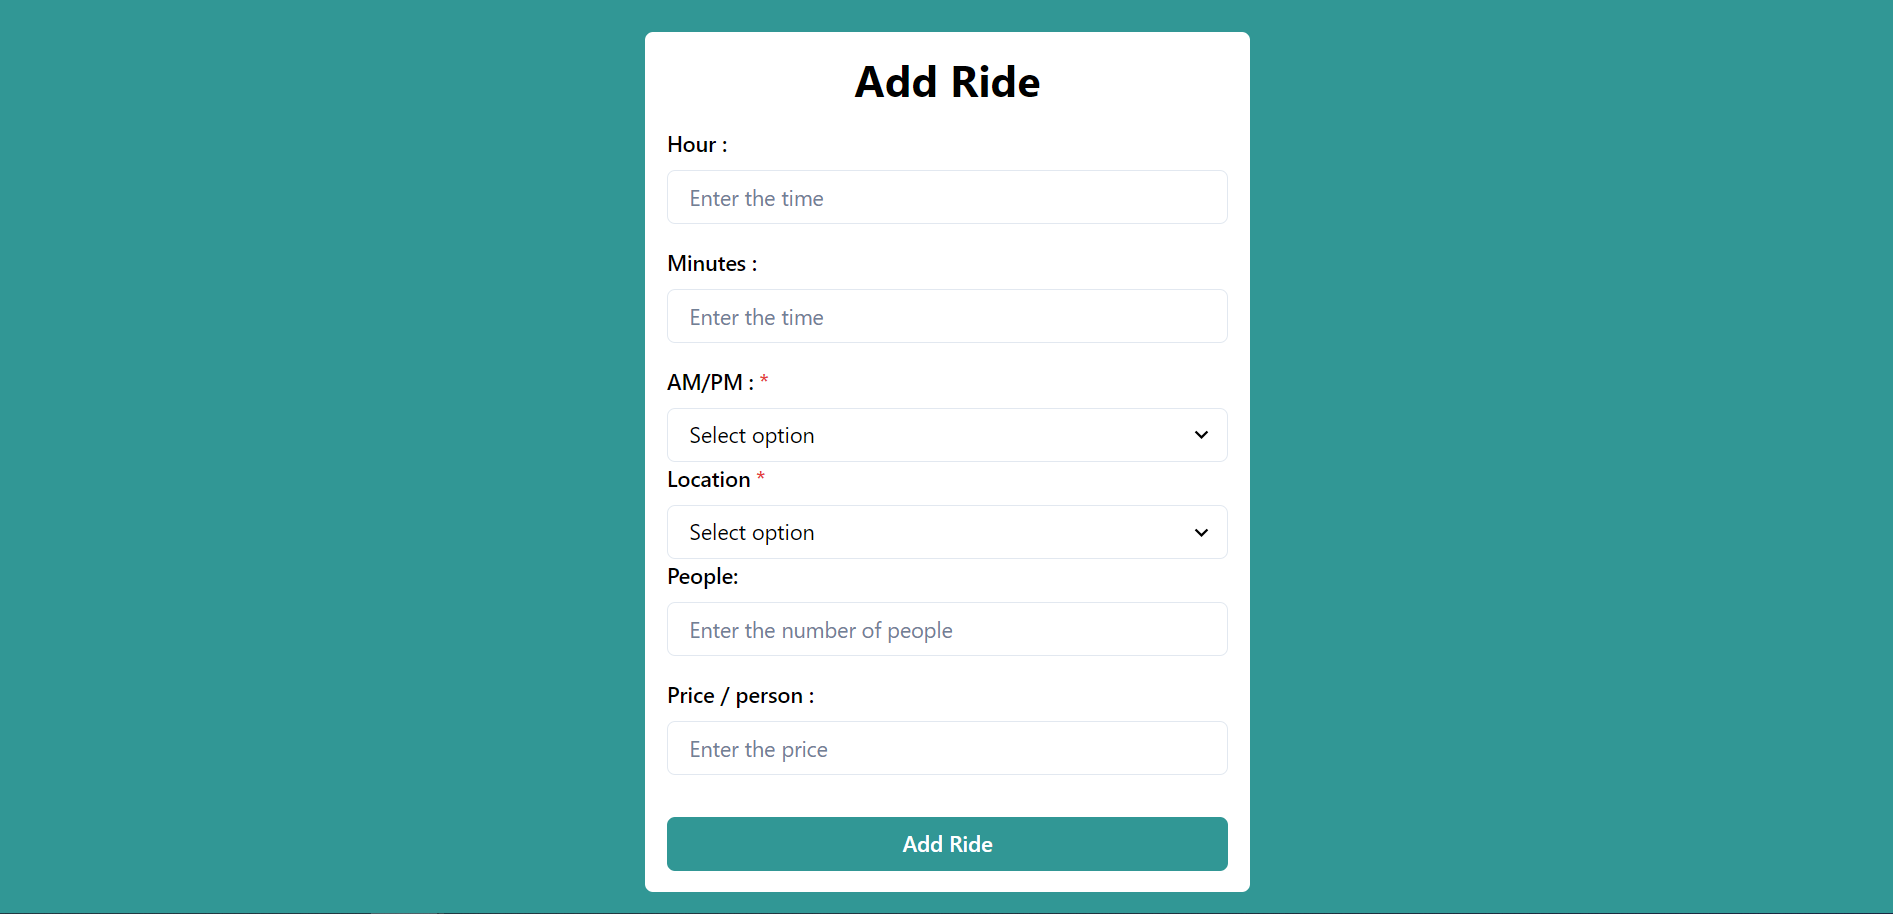 Add Ride
Hour :
Enter the time
Minutes :
Enter the time
AM/PM : *
Select option
Location *
Select option
People:
Enter the number of people
Price / person :
Enter the price
Add Ride